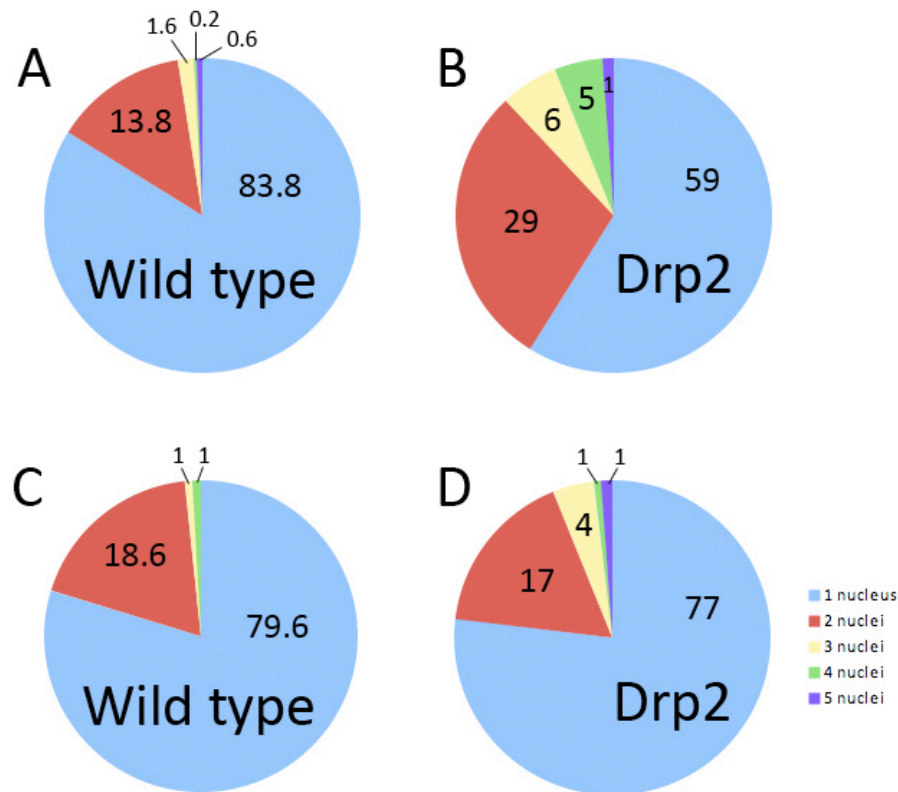 A
1.6
0.2
0.6
13.8
83.8
Wild type
B
1
5
6
29
59
Drp2
C
1
1
18.6
79.6
Wild type
D
1
1
4
17
77
Drp2
1 nucleus
2 nuclei
3 nuclei
4 nuclei
5 nuclei